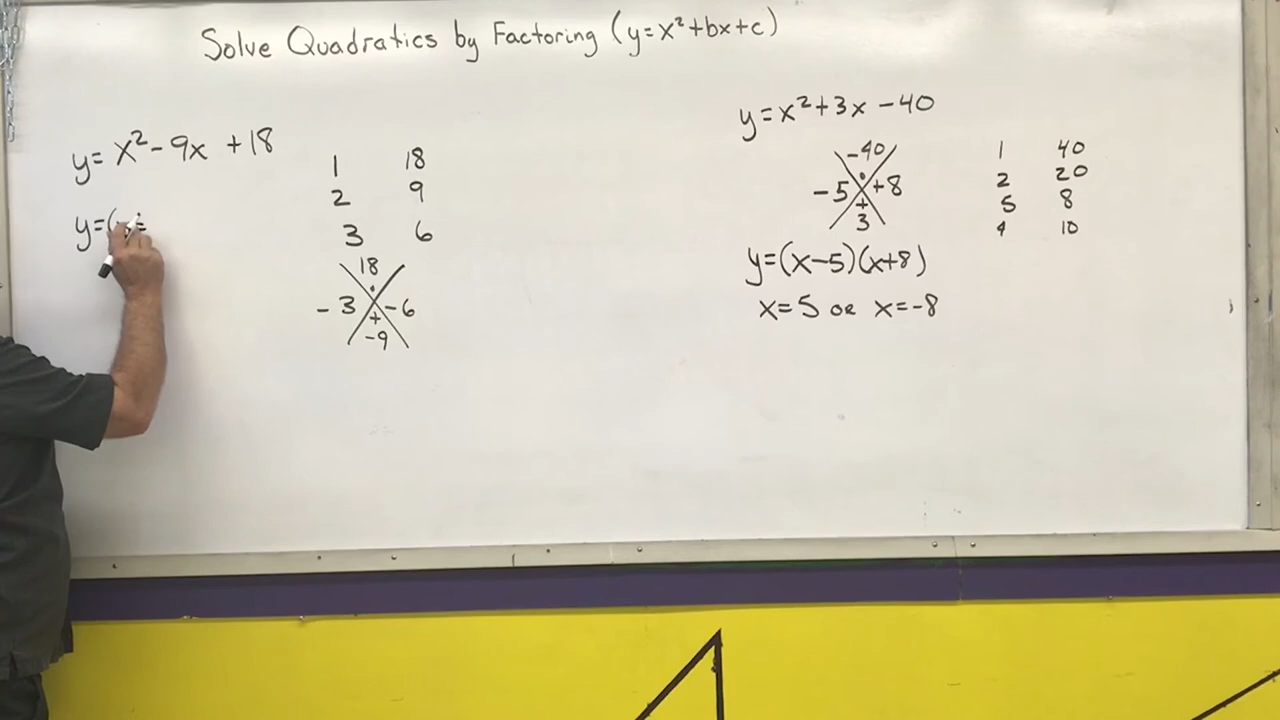 Solve Quadratics by Factoring (y=x²+bx+c)
y= x²-9x +18
y=(
1 18
2 9
3 6
18
·
-3 -6
+
-9
y=x²+3x-40
-40
·
-5 +8
+
3
1 40
2 20
5 8
4 10
y=(x-5)(x+8)
x=5 or x=-8